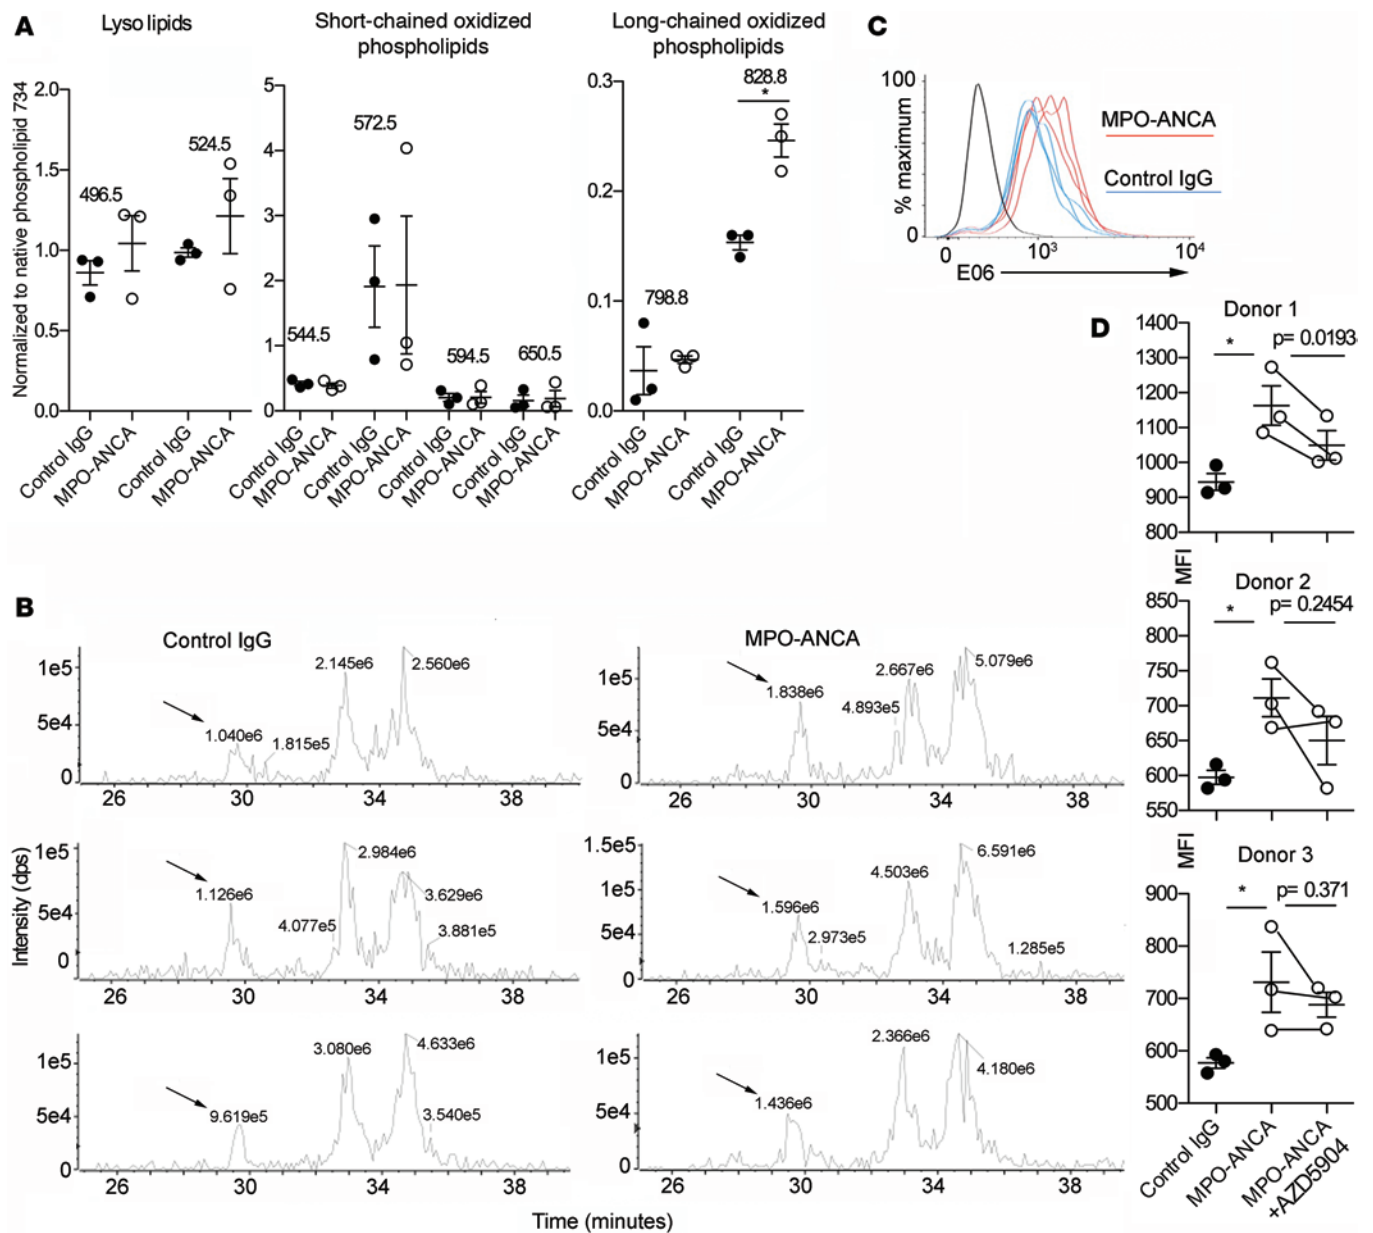 A
Lyso lipids
Short-chained oxidized
phospholipids
Long-chained oxidized
phospholipids
Normalized to native phospholipid 734
2.0
1.5
1.0
0.5
0.0
496.5
524.5
Control IgG
MPO-ANCA
Control IgG
MPO-ANCA
5
4
3
2
1
0
544.5
572.5
594.5
650.5
Control IgG
MPO-ANCA
Control IgG
MPO-ANCA
Control IgG
MPO-ANCA
Control IgG
MPO-ANCA
0.3
0.2
0.1
0.0
798.8
828.8
*
Control IgG
MPO-ANCA
Control IgG
MPO-ANCA
C
% maximum
100
0
MPO-ANCA
Control IgG
0
10³
10⁴
E06
D
Donor 1
1400
1300
1200
1100
1000
900
800
*
p= 0.0193
MFI
Donor 2
850
800
750
700
650
600
550
*
p= 0.2454
MFI
Donor 3
900
800
700
600
500
*
p= 0.371
Control IgG
MPO-ANCA
MPO-ANCA
+AZD5904
B
Control IgG
MPO-ANCA
Intensity (dps)
1e5
5e4
0
1.040e6
1.815e5
2.145e6
2.560e6
26
30
34
38
1e5
5e4
0
1.838e6
4.893e5
2.667e6
5.079e6
26
30
34
38
1e5
5e4
0
1.126e6
4.077e5
2.984e6
3.629e6
3.881e5
26
30
34
38
1.5e5
1e5
5e4
0
1.596e6
2.973e5
4.503e6
6.591e6
1.285e5
26
30
34
38
1e5
5e4
0
9.619e5
3.080e6
4.633e6
3.540e5
26
30
34
38
1e5
5e4
0
1.436e6
2.366e6
4.180e6
26
30
34
38
Time (minutes)